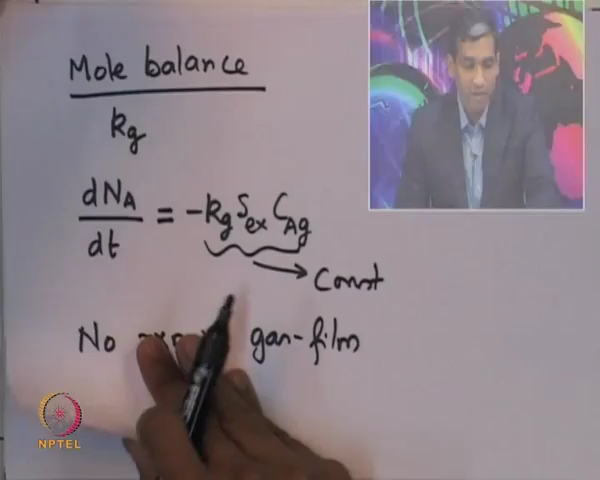 Mole balance
kg
dNA/dt = -kg Sex CAg
Const
No gas-film
NPTEL